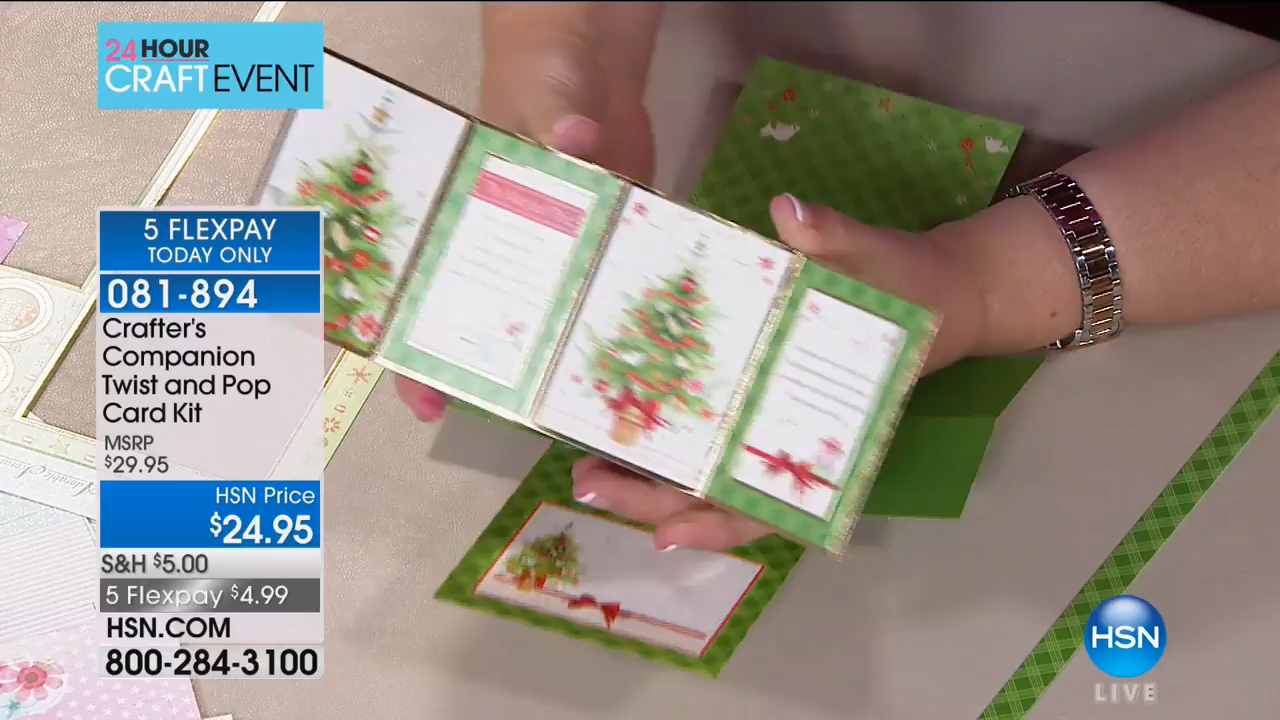 24 HOUR
CRAFT EVENT
5 FLEXPAY
TODAY ONLY
081-894
Crafter's
Companion
Twist and Pop
Card Kit
MSRP
$29.95
HSN Price
$24.95
S&H $5.00
5 Flexpay $4.99
HSN.COM
800-284-3100
HSN
LIVE